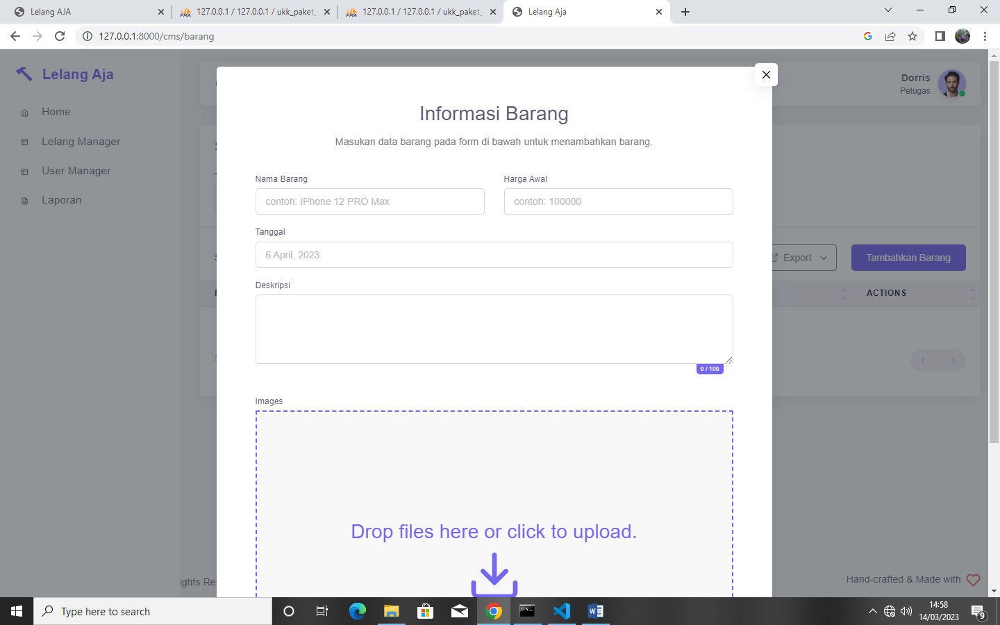 Lelang AJA
127.0.0.1 / 127.0.0.1 / ukk_paket_
127.0.0.1 / 127.0.0.1 / ukk_paket_
Lelang Aja
127.0.0.1:8000/cms/barang
Lelang Aja
Home
Lelang Manager
User Manager
Laporan
Dorris
Petugas
Informasi Barang
Masukan data barang pada form di bawah untuk menambahkan barang.
Nama Barang
Harga Awal
contoh: IPhone 12 PRO Max
contoh: 100000
Tanggal
6 April, 2023
Export
Tambahkan Barang
Deskripsi
ACTIONS
0 / 100
Images
Drop files here or click to upload.
ights Re
Hand-crafted & Made with
Type here to search
14:58
14/03/2023
9